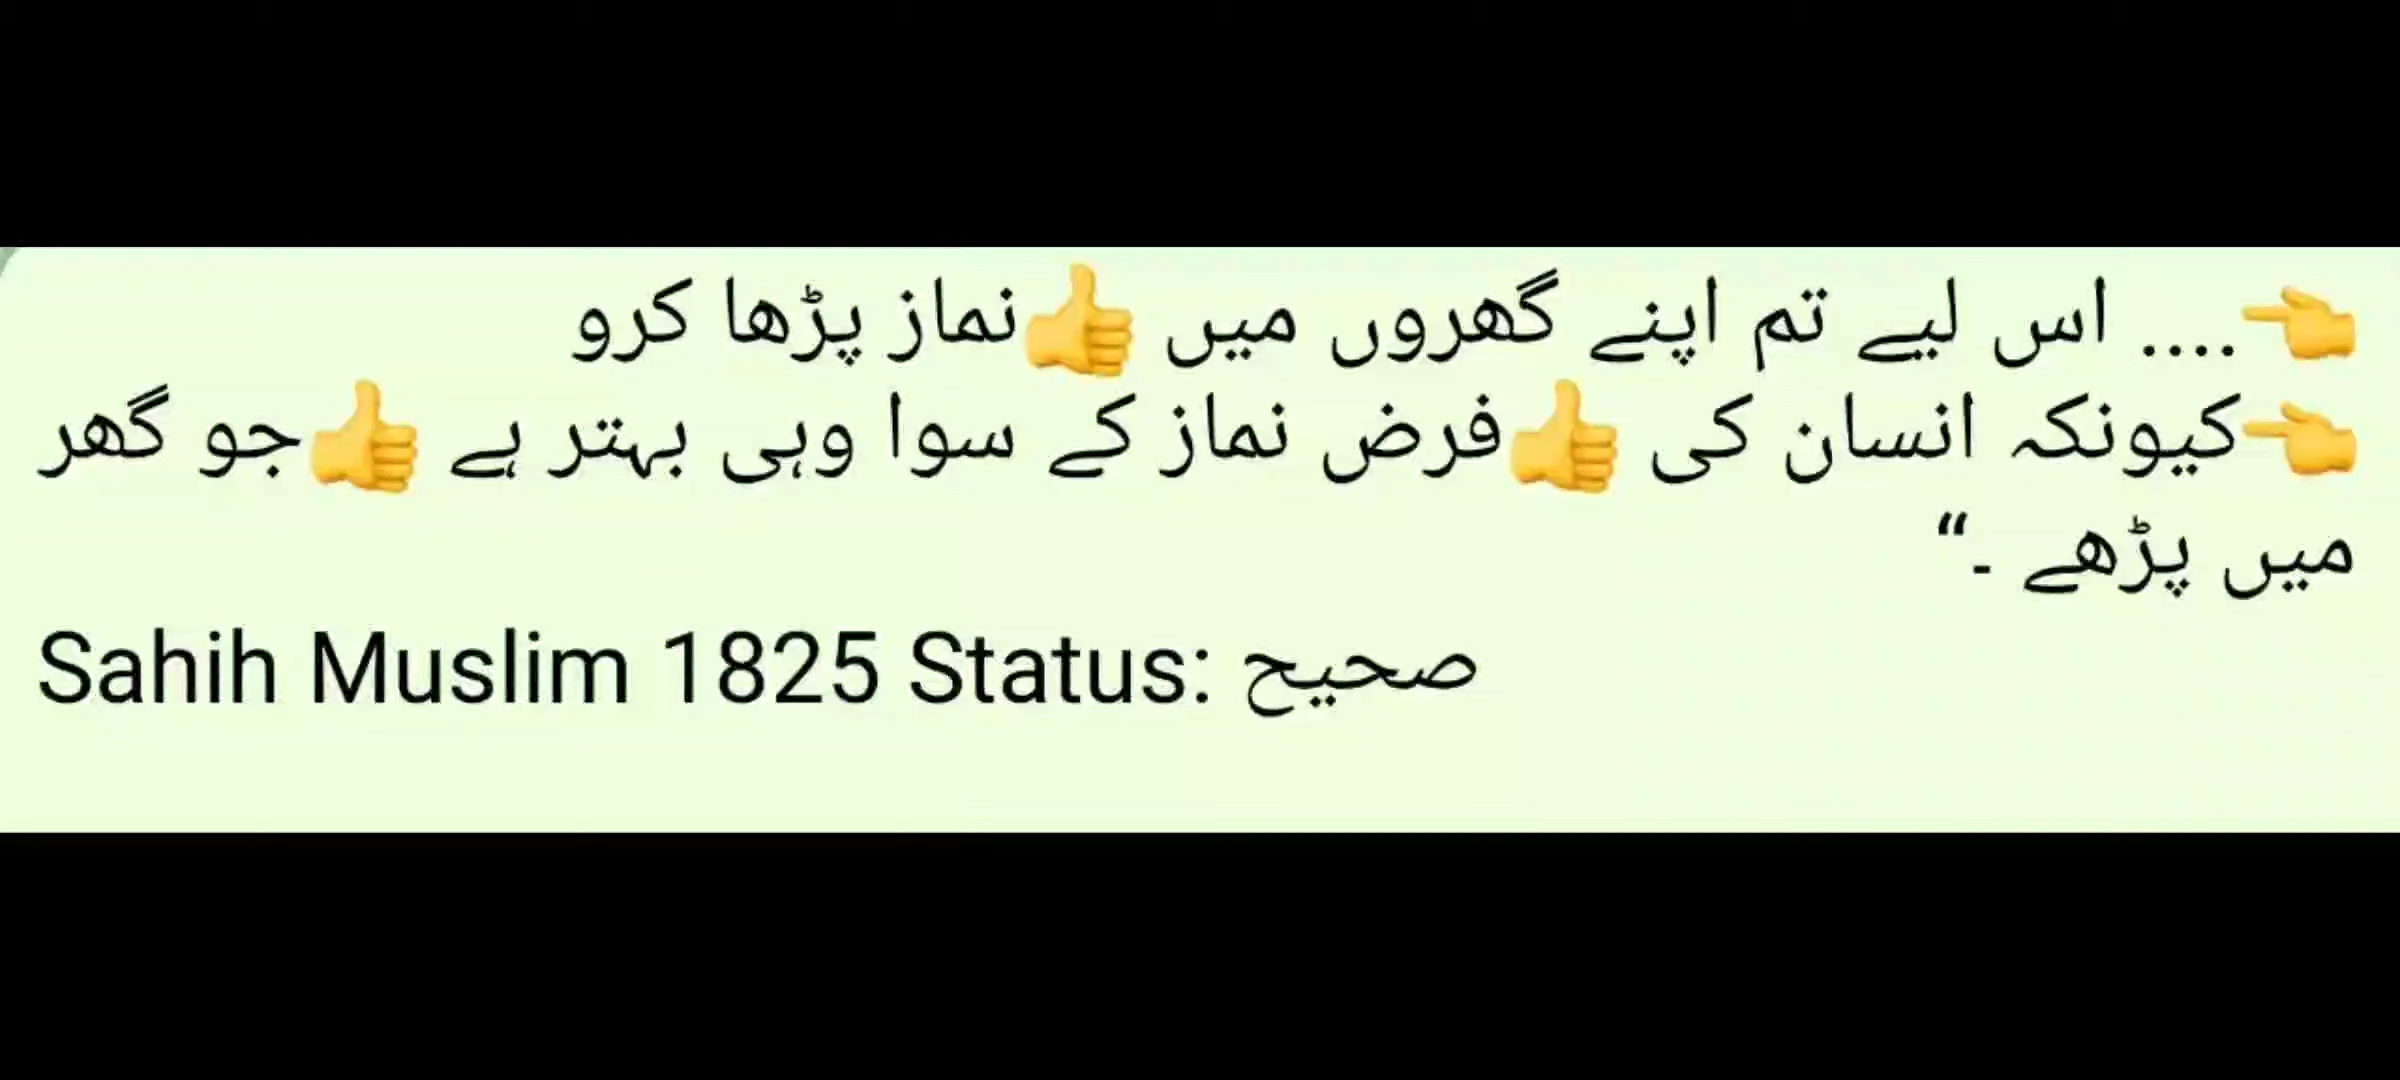 👈.... اس لیے تم اپنے گھروں میں 👍نماز پڑھا کرو
👈کیونکہ انسان کی 👍فرض نماز کے سوا وہی بہتر ہے 👍جو گھر
میں پڑھے ۔“
Sahih Muslim 1825 Status: صحیح